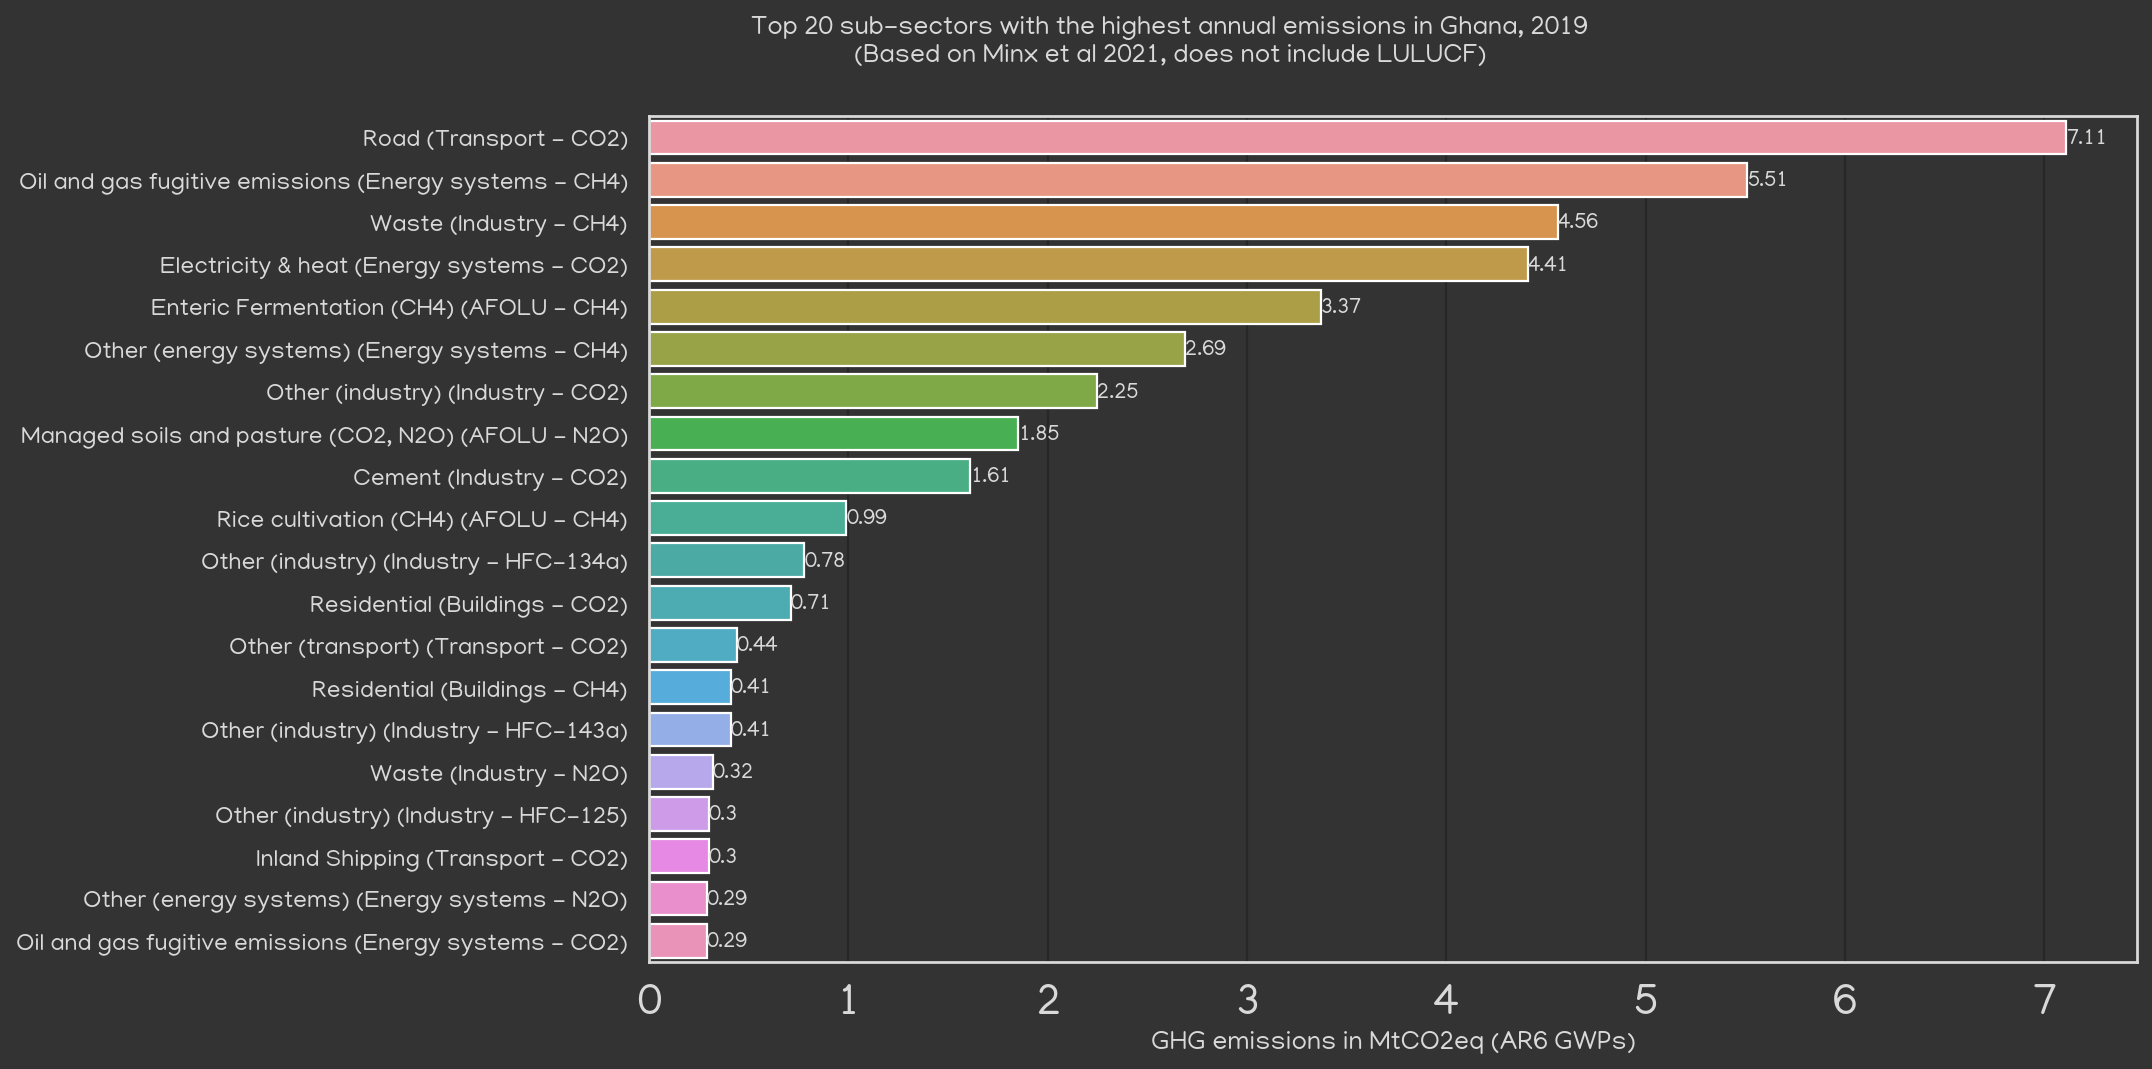 Top 20 sub-sectors with the highest annual emissions in Ghana, 2019
(Based on Minx et al 2021, does not include LULUCF)
Road (Transport - CO2) 7.11
Oil and gas fugitive emissions (Energy systems - CH4) 5.51
Waste (Industry - CH4) 4.56
Electricity & heat (Energy systems - CO2) 4.41
Enteric Fermentation (CH4) (AFOLU - CH4) 3.37
Other (energy systems) (Energy systems - CH4) 2.69
Other (industry) (Industry - CO2) 2.25
Managed soils and pasture (CO2, N2O) (AFOLU - N2O) 1.85
Cement (Industry - CO2) 1.61
Rice cultivation (CH4) (AFOLU - CH4) 0.99
Other (industry) (Industry - HFC-134a) 0.78
Residential (Buildings - CO2) 0.71
Other (transport) (Transport - CO2) 0.44
Residential (Buildings - CH4) 0.41
Other (industry) (Industry - HFC-143a) 0.41
Waste (Industry - N2O) 0.32
Other (industry) (Industry - HFC-125) 0.3
Inland Shipping (Transport - CO2) 0.3
Other (energy systems) (Energy systems - N2O) 0.29
Oil and gas fugitive emissions (Energy systems - CO2) 0.29
0 1 2 3 4 5 6 7
GHG emissions in MtCO2eq (AR6 GWPs)